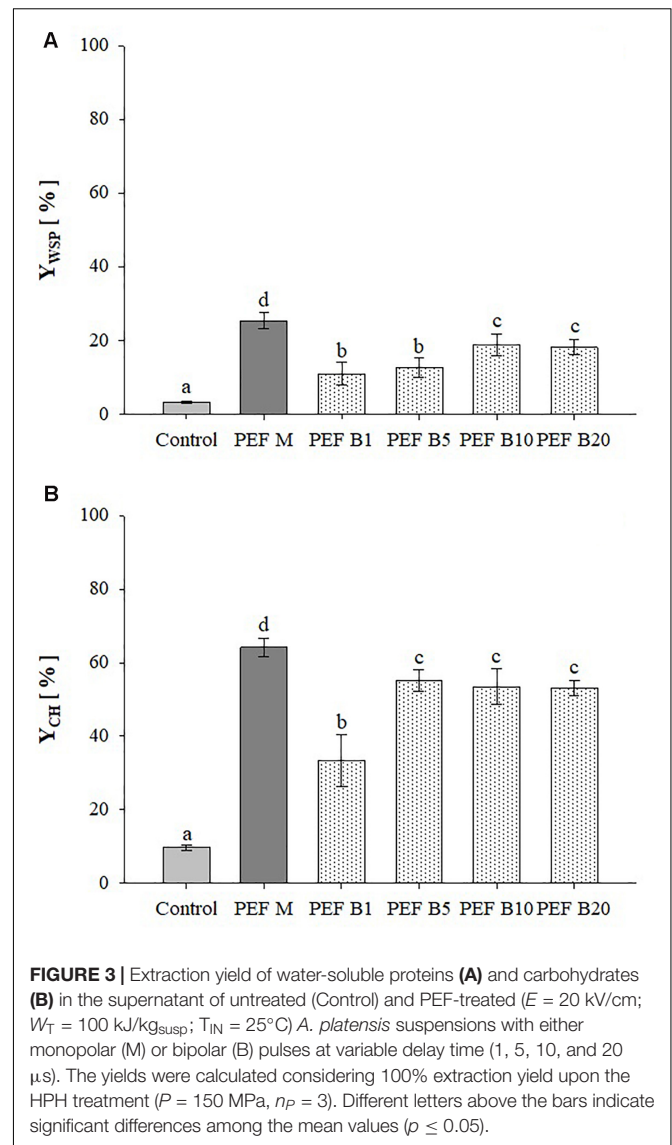 A
100
80
60
40
20
0
Y_WSP [ % ]
a
d
b
b
c
c
Control PEF M PEF B1 PEF B5 PEF B10 PEF B20
B
100
80
60
40
20
0
Y_CH [ % ]
a
d
b
c
c
c
Control PEF M PEF B1 PEF B5 PEF B10 PEF B20
FIGURE 3 | Extraction yield of water-soluble proteins (A) and carbohydrates
(B) in the supernatant of untreated (Control) and PEF-treated (E = 20 kV/cm;
W_T = 100 kJ/kg_susp; T_IN = 25°C) A. platensis suspensions with either
monopolar (M) or bipolar (B) pulses at variable delay time (1, 5, 10, and 20
μs). The yields were calculated considering 100% extraction yield upon the
HPH treatment (P = 150 MPa, n_P = 3). Different letters above the bars indicate
significant differences among the mean values (p ≤ 0.05).